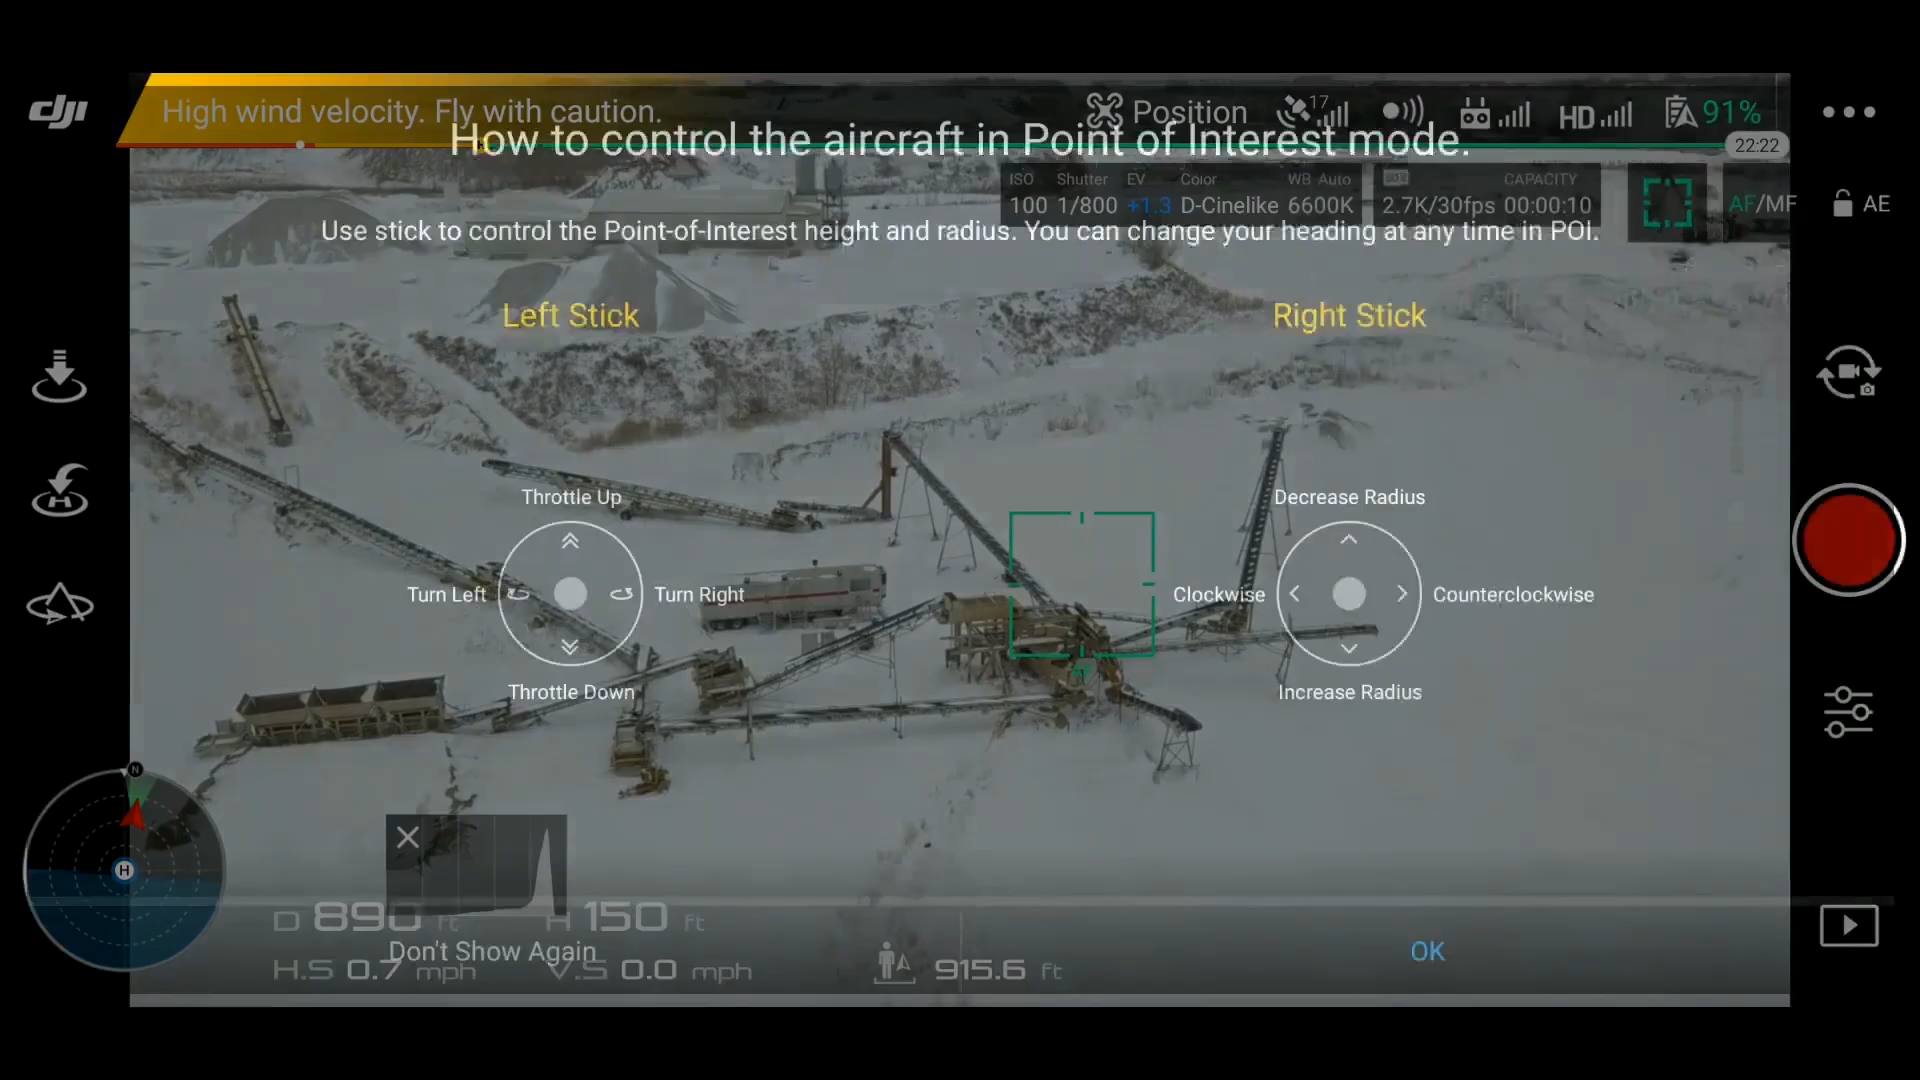 dji
High wind velocity. Fly with caution.
Position
17
HD
91%
22:22
How to control the aircraft in Point of Interest mode.
ISO Shutter EV Color WB Auto
100 1/800 +1.3 D-Cinelike 6600K
CAPACITY
2.7K/30fps 00:00:10
AF/MF
AE
Use stick to control the Point-of-Interest height and radius. You can change your heading at any time in POI.
Left Stick
Right Stick
Throttle Up
Turn Left
Turn Right
Throttle Down
Decrease Radius
Clockwise
Counterclockwise
Increase Radius
AF
N
H
D 890 ft H 150 ft
Don't Show Again
OK
H.S 0.7 mph V.S 0.0 mph
915.6 ft